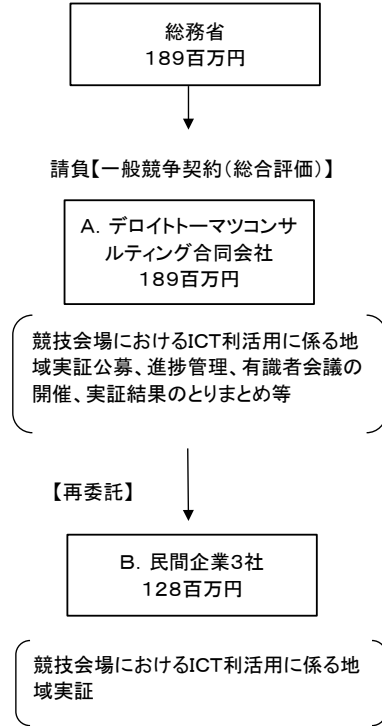 総務省
189百万円
請負【一般競争契約(総合評価)】
A．デロイトトーマツコンサ
ルティング合同会社
189百万円
競技会場におけるICT利活用に係る地
域実証公募、進捗管理、有識者会議の
開催、実証結果のとりまとめ等
【再委託】
B．民間企業3社
128百万円
競技会場におけるICT利活用に係る地
域実証